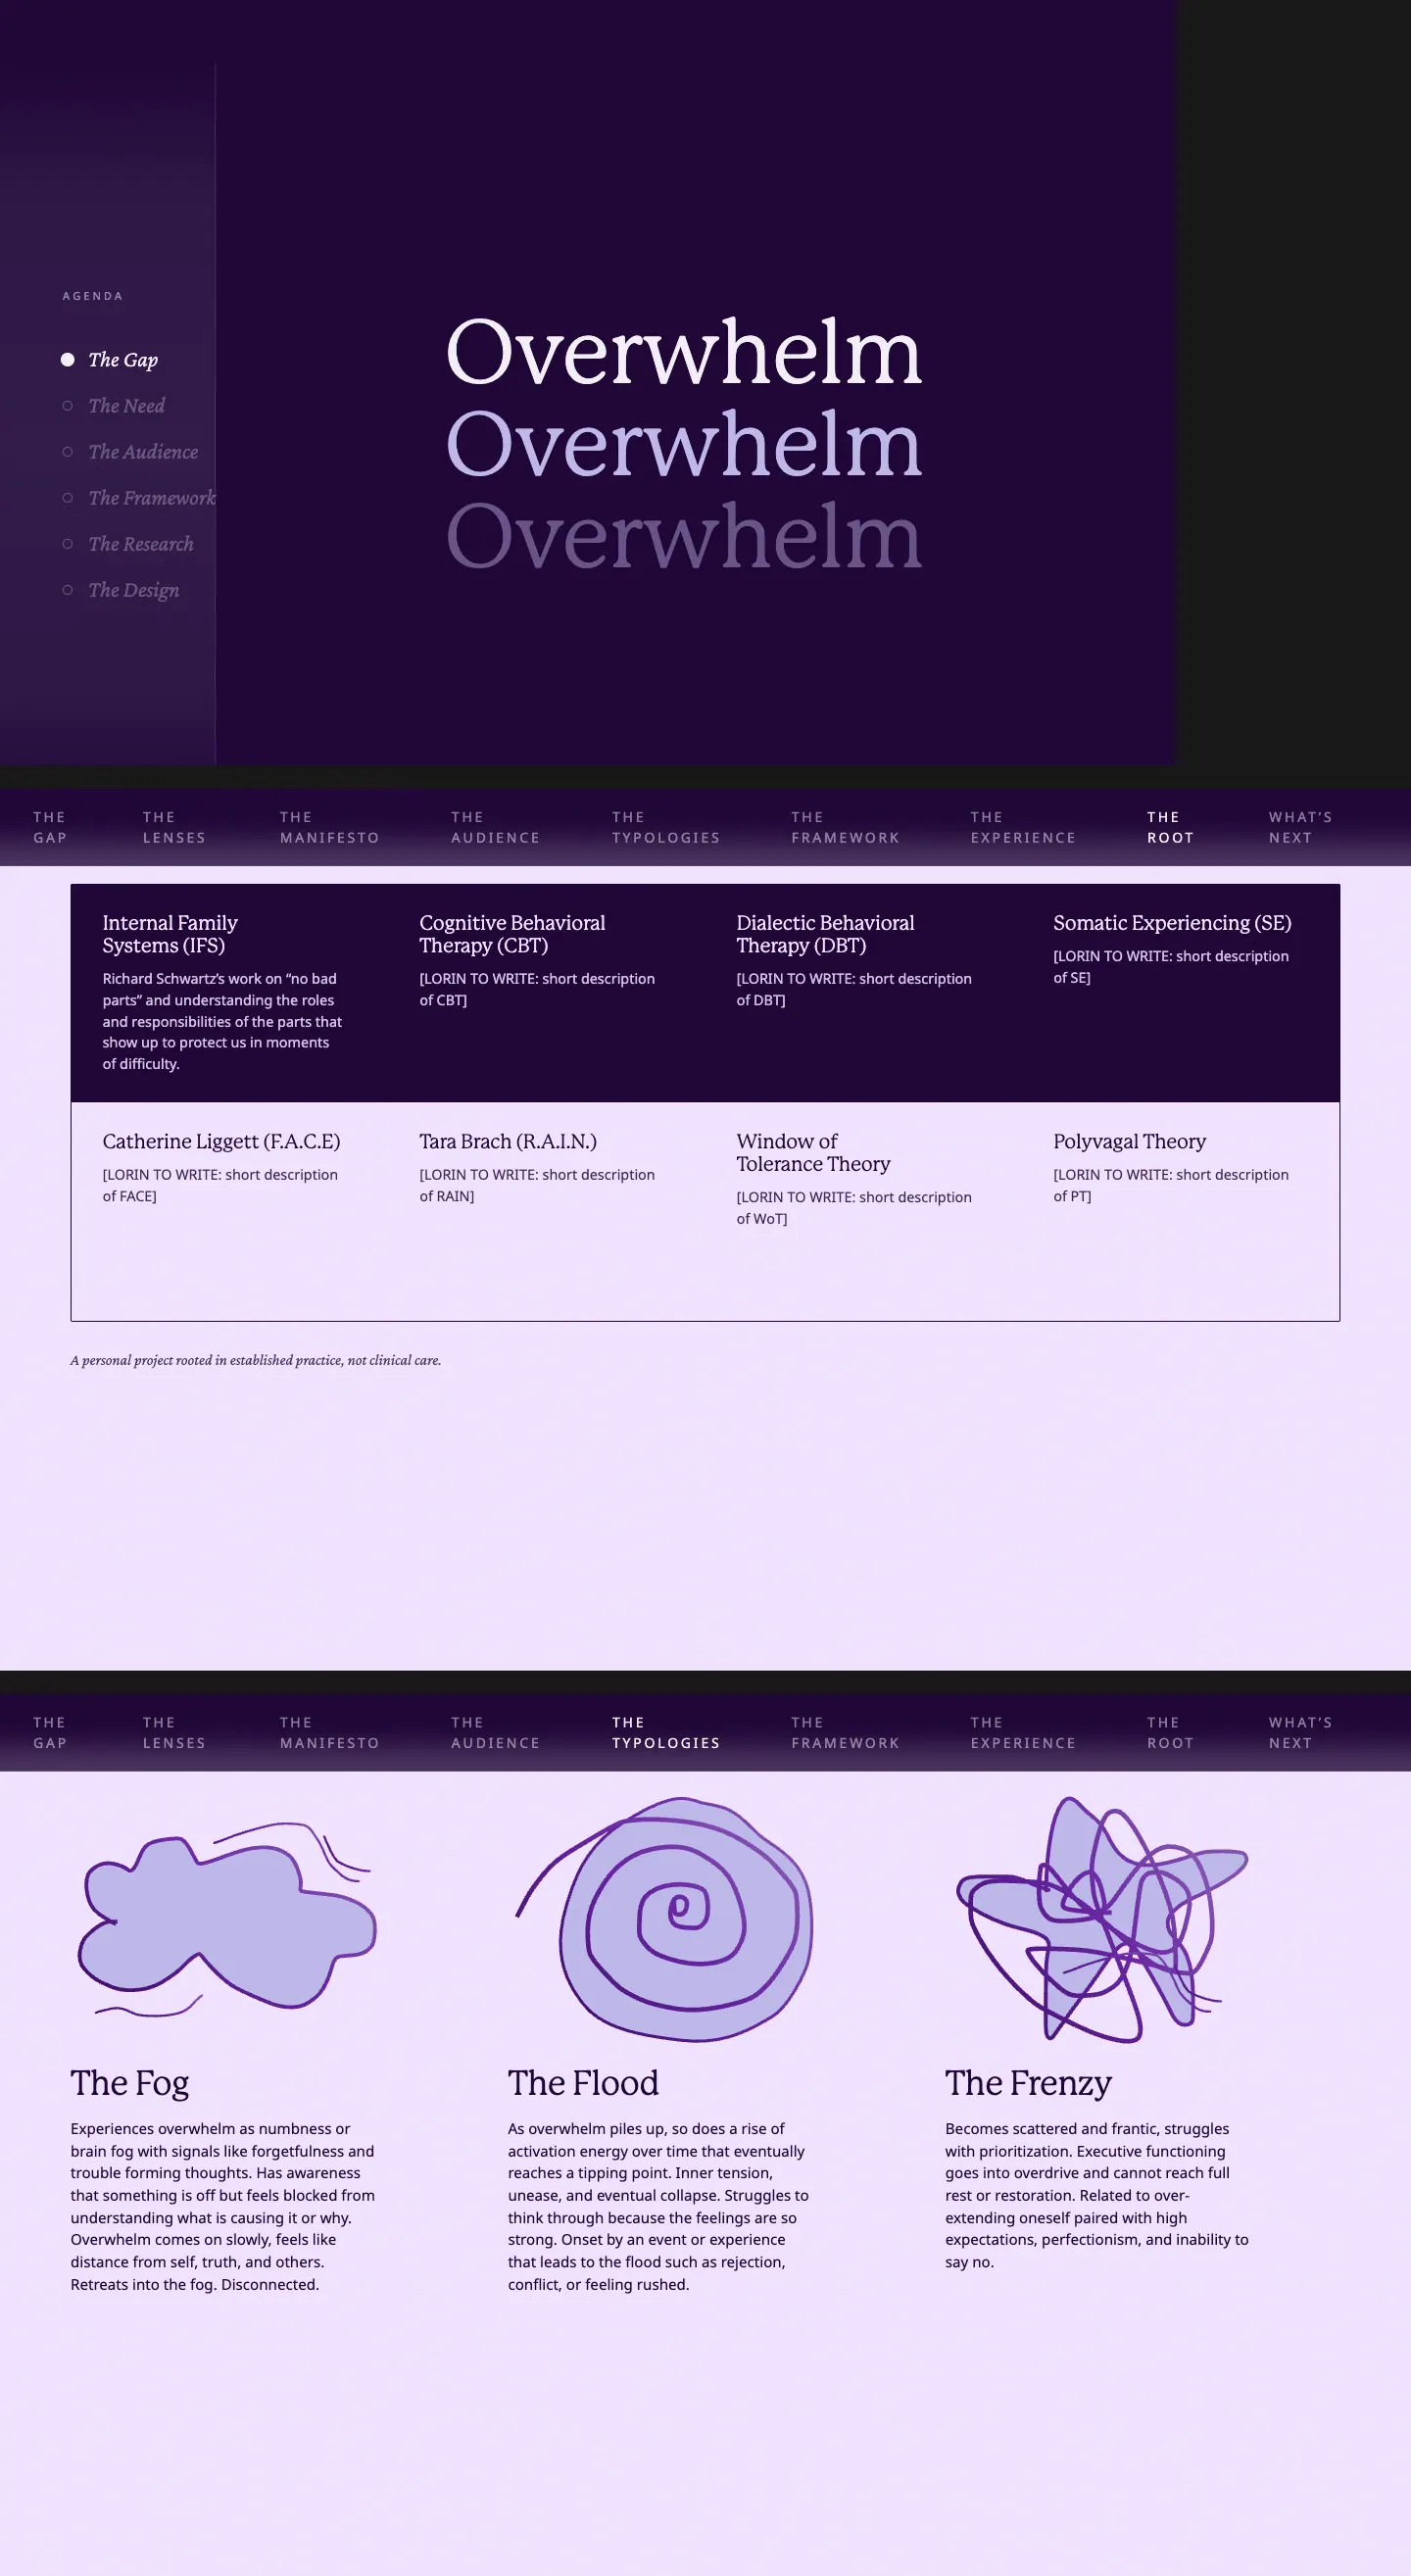 AGENDA
The Gap
The Need
The Audience
The Framework
The Research
The Design
Overwhelm
Overwhelm
Overwhelm
THE GAP
THE LENSES
THE MANIFESTO
THE AUDIENCE
THE TYPOLOGIES
THE FRAMEWORK
THE EXPERIENCE
THE ROOT
WHAT’S NEXT
Internal Family
Systems (IFS)
Richard Schwartz’s work on “no bad
parts” and understanding the roles
and responsibilities of the parts that
show up to protect us in moments
of difficulty.
Cognitive Behavioral
Therapy (CBT)
[LORIN TO WRITE: short description
of CBT]
Dialectic Behavioral
Therapy (DBT)
[LORIN TO WRITE: short description
of DBT]
Somatic Experiencing (SE)
[LORIN TO WRITE: short description
of SE]
Catherine Liggett (F.A.C.E)
[LORIN TO WRITE: short description
of FACE]
Tara Brach (R.A.I.N.)
[LORIN TO WRITE: short description
of RAIN]
Window of
Tolerance Theory
[LORIN TO WRITE: short description
of WoT]
Polyvagal Theory
[LORIN TO WRITE: short description
of PT]
A personal project rooted in established practice, not clinical care.
THE GAP
THE LENSES
THE MANIFESTO
THE AUDIENCE
THE TYPOLOGIES
THE FRAMEWORK
THE EXPERIENCE
THE ROOT
WHAT’S NEXT
The Fog
Experiences overwhelm as numbness or
brain fog with signals like forgetfulness and
trouble forming thoughts. Has awareness
that something is off but feels blocked from
understanding what is causing it or why.
Overwhelm comes on slowly, feels like
distance from self, truth, and others.
Retreats into the fog. Disconnected.
The Flood
As overwhelm piles up, so does a rise of
activation energy over time that eventually
reaches a tipping point. Inner tension,
unease, and eventual collapse. Struggles to
think through because the feelings are so
strong. Onset by an event or experience
that leads to the flood such as rejection,
conflict, or feeling rushed.
The Frenzy
Becomes scattered and frantic, struggles
with prioritization. Executive functioning
goes into overdrive and cannot reach full
rest or restoration. Related to over-
extending oneself paired with high
expectations, perfectionism, and inability to
say no.